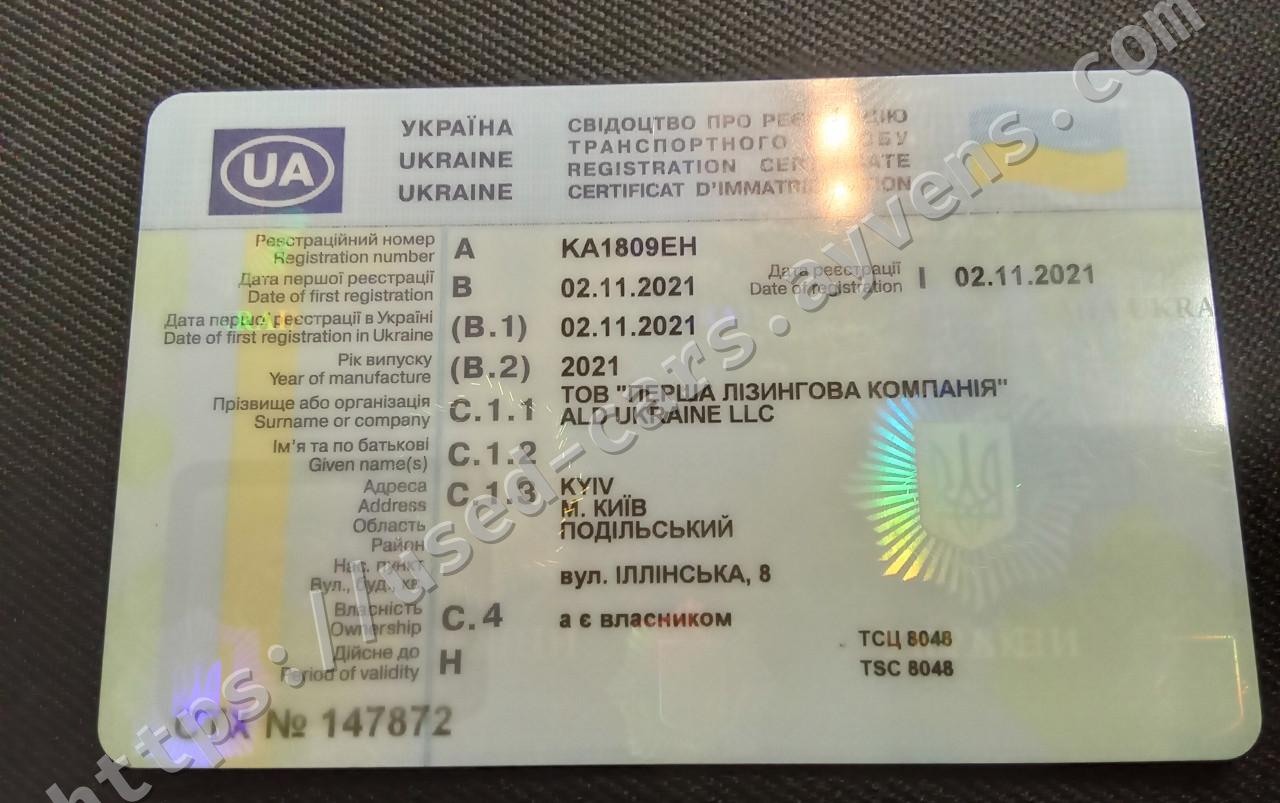 UA
УКРАЇНА
UKRAINE
UKRAINE
СВІДОЦТВО ПРО
ТРАНСПОРТНОГО
REGISTRATION
CERTIFICAT
Реєстраційний номер
Registration number
A
KA1809EH
Дата першої реєстрації
Date of first registration
B
02.11.2021
Дата реєстрації
Date of registration
I
02.11.2021
Дата першої реєстрації в Україні
Date of first registration in Ukraine
(B.1)
02.11.2021
Рік випуску
Year of manufacture
(B.2)
2021
Прізвище або організація
Surname or company
C.1.1
ТОВ "ПЕРША ЛІЗИНГОВА КОМПАНІЯ"
ALD UKRAINE LLC
Ім'я та по батькові
Given name(s)
C.1.2
Адреса
Address
Область
Район
Нас. пункт
Вул., буд., кв.
C.1.3
KYIV
М. КИЇВ
ПОДІЛЬСЬКИЙ
вул. ІЛЛІНСЬКА, 8
Власність
Ownership
C.4
а є власником
Дійсне до
Period of validity
H
ТСЦ 8048
TSC 8048
№ 147872
https://used-cars.ayvens.com